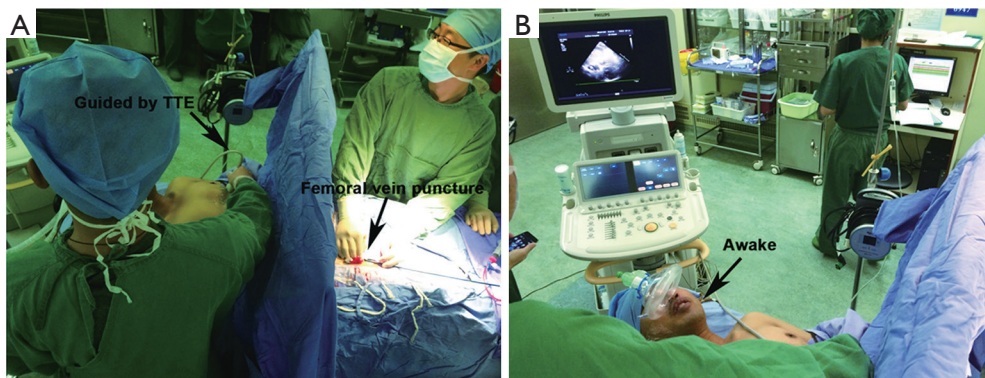 A
Guided by TTE
Femoral vein puncture
B
PHILIPS
Awake